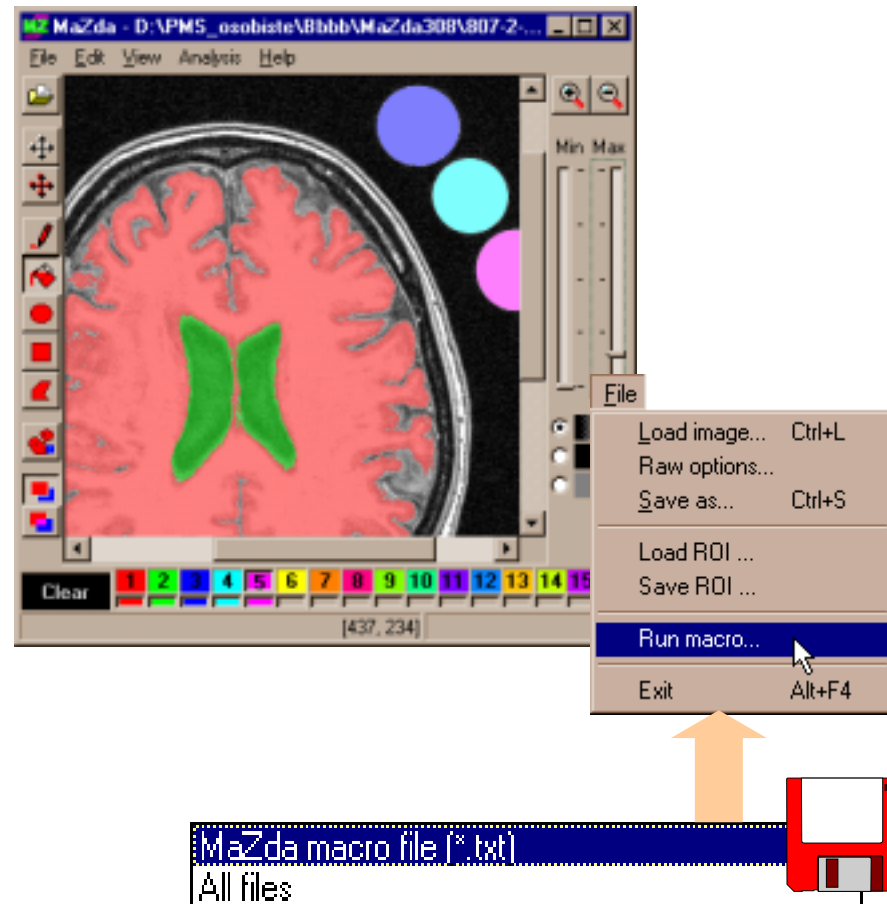 MZ MaZda - D:\PMS_osobiste\Bbbb\MaZda308\807-2-...
File Edit View Analysis Help
Min Max
File
Load image... Ctrl+L
Raw options...
Save as... Ctrl+S
Load ROI ...
Save ROI ...
Run macro...
Exit Alt+F4
Clear 1 2 3 4 5 6 7 8 9 10 11 12 13 14 15
[437, 234]
MaZda macro file (*.txt)
All files